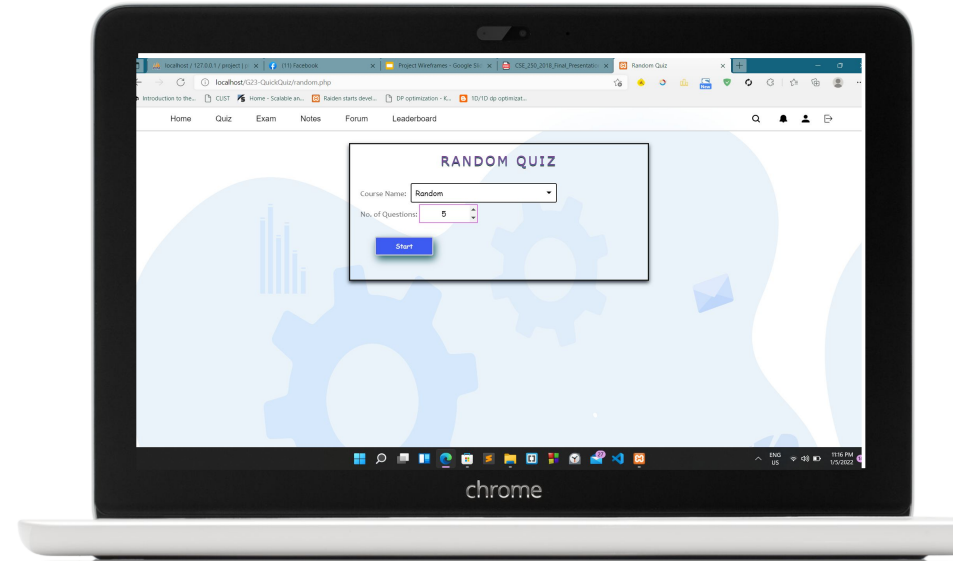 localhost / 127.0.0.1 / project | p
(11) Facebook
Project Wireframes - Google Slid
CSE_250_2018_Final_Presentatio
Random Quiz
localhost/G23-QuickQuiz/random.php
New
Introduction to the...
CLIST
Home - Scalable an...
Raiden starts devel...
DP optimization - K...
1D/1D dp optimizat...
Home Quiz Exam Notes Forum Leaderboard
RANDOM QUIZ
Course Name: Random
No. of Questions: 5
Start
ENG
US
11:16 PM
1/5/2022
chrome